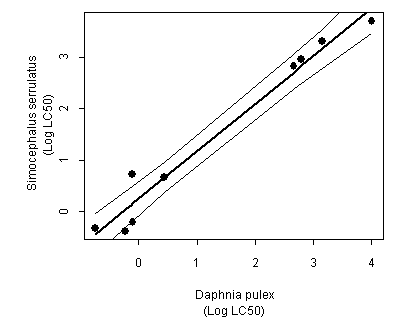 Simocephalus serrulatus
(Log LC50)
3
2
1
0
0 1 2 3 4
Daphnia pulex
(Log LC50)